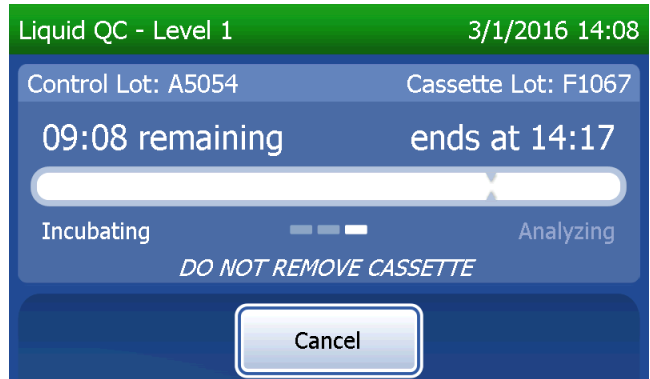 Liquid QC - Level 1 3/1/2016 14:08
Control Lot: A5054 Cassette Lot: F1067
09:08 remaining ends at 14:17
Incubating Analyzing
DO NOT REMOVE CASSETTE
Cancel